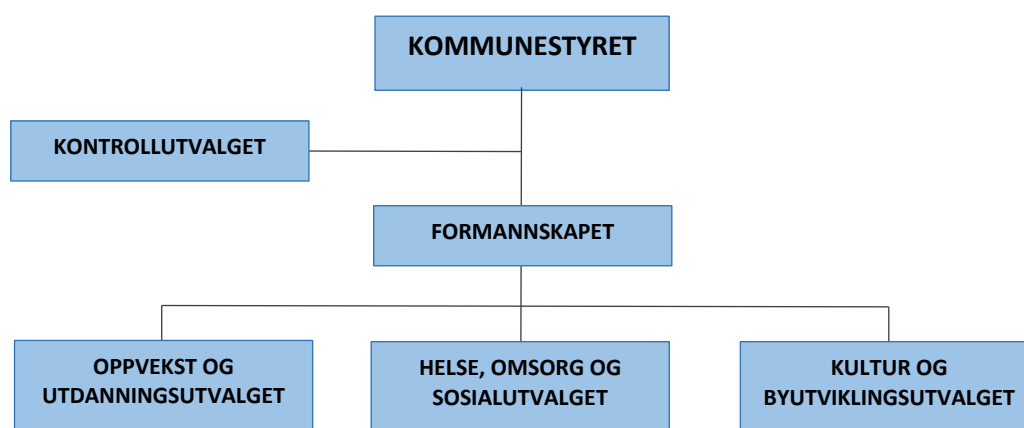 KOMMUNESTYRET
KONTROLLUTVALGET
FORMANNSKAPET
OPPVEKST OG
UTDANNINGSUTVALGET
HELSE, OMSORG OG
SOSIALUTVALGET
KULTUR OG
BYUTVIKLINGSUTVALGET